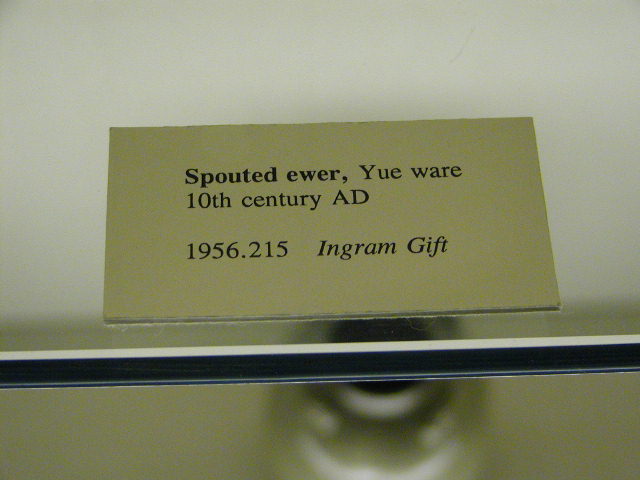 Spouted ewer, Yue ware
10th century AD
1956.215 Ingram Gift